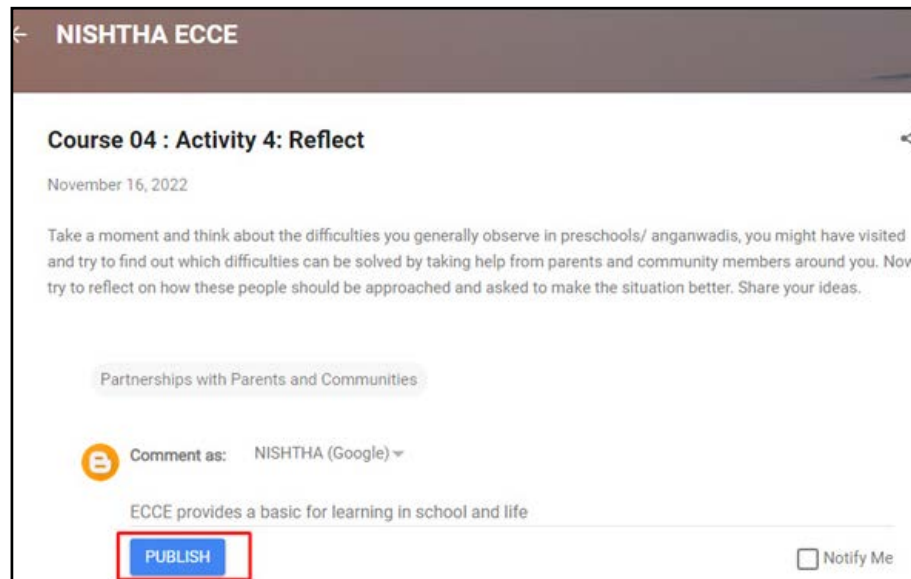 NISHTHA ECCE
Course 04 : Activity 4: Reflect
November 16, 2022
Take a moment and think about the difficulties you generally observe in preschools/ anganwadis, you might have visited
and try to find out which difficulties can be solved by taking help from parents and community members around you. Now
try to reflect on how these people should be approached and asked to make the situation better. Share your ideas.
Partnerships with Parents and Communities
Comment as: NISHTHA (Google)
ECCE provides a basic for learning in school and life
PUBLISH Notify Me